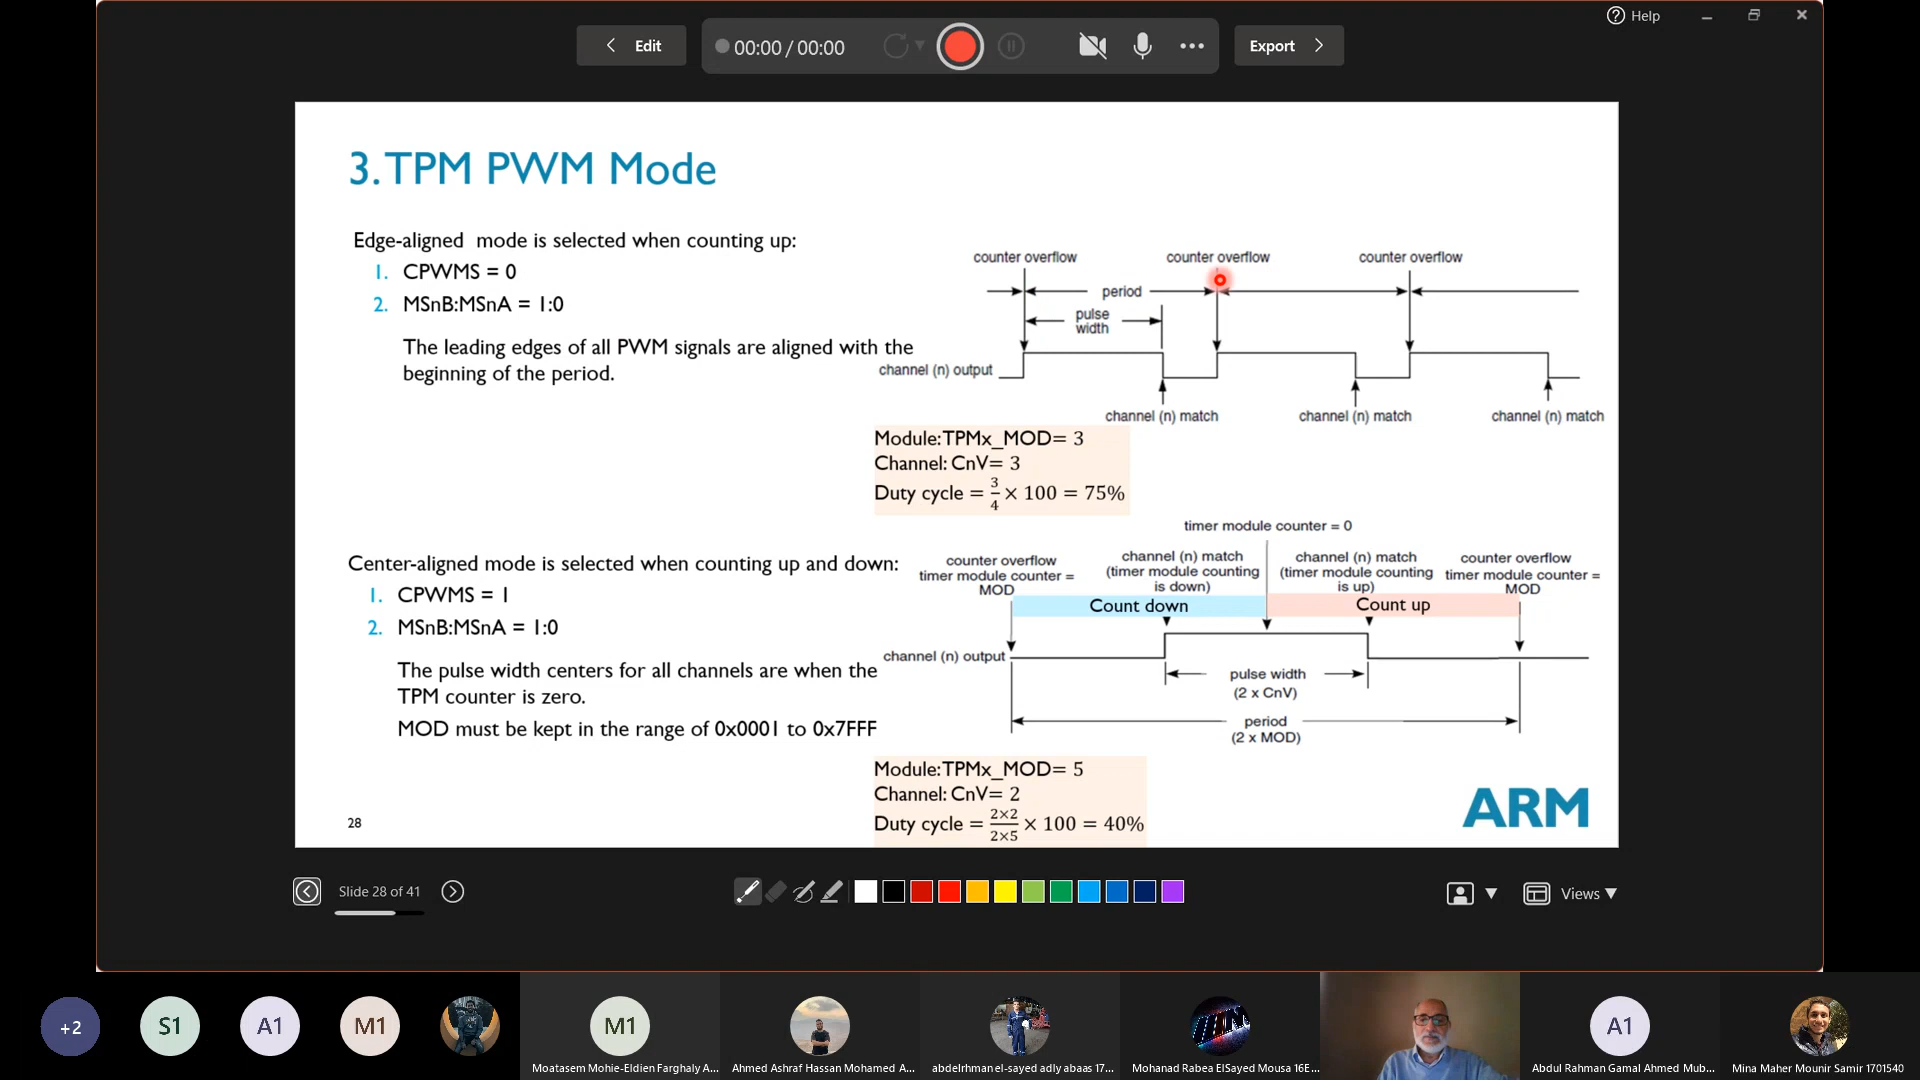 Help
Edit
00:00 / 00:00
Export
3. TPM PWM Mode
Edge-aligned mode is selected when counting up:
1. CPWMS = 0
2. MSnB:MSnA = 1:0
The leading edges of all PWM signals are aligned with the
beginning of the period.
counter overflow
counter overflow
counter overflow
period
pulse
width
channel (n) output
channel (n) match
channel (n) match
channel (n) match
Module: TPMx_MOD= 3
Channel: CnV= 3
Duty cycle = 3/4 × 100 = 75%
Center-aligned mode is selected when counting up and down:
1. CPWMS = 1
2. MSnB:MSnA = 1:0
The pulse width centers for all channels are when the
TPM counter is zero.
MOD must be kept in the range of 0x0001 to 0x7FFF
timer module counter = 0
counter overflow
timer module counter =
MOD
channel (n) match
(timer module counting
is down)
channel (n) match
(timer module counting
is up)
counter overflow
timer module counter =
MOD
Count down
Count up
channel (n) output
pulse width
(2 x CnV)
period
(2 x MOD)
Module: TPMx_MOD= 5
Channel: CnV= 2
Duty cycle = 2×2/2×5 × 100 = 40%
28
ARM
Slide 28 of 41
Views
+2
S1
A1
M1
M1
A1
Moatasem Mohie-Eldien Farghaly A...
Ahmed Ashraf Hassan Mohamed A...
abdelrhman el-sayed adly abaas 17...
Mohanad Rabea ElSayed Mousa 16E...
Abdul Rahman Gamal Ahmed Mub...
Mina Maher Mounir Samir 1701540